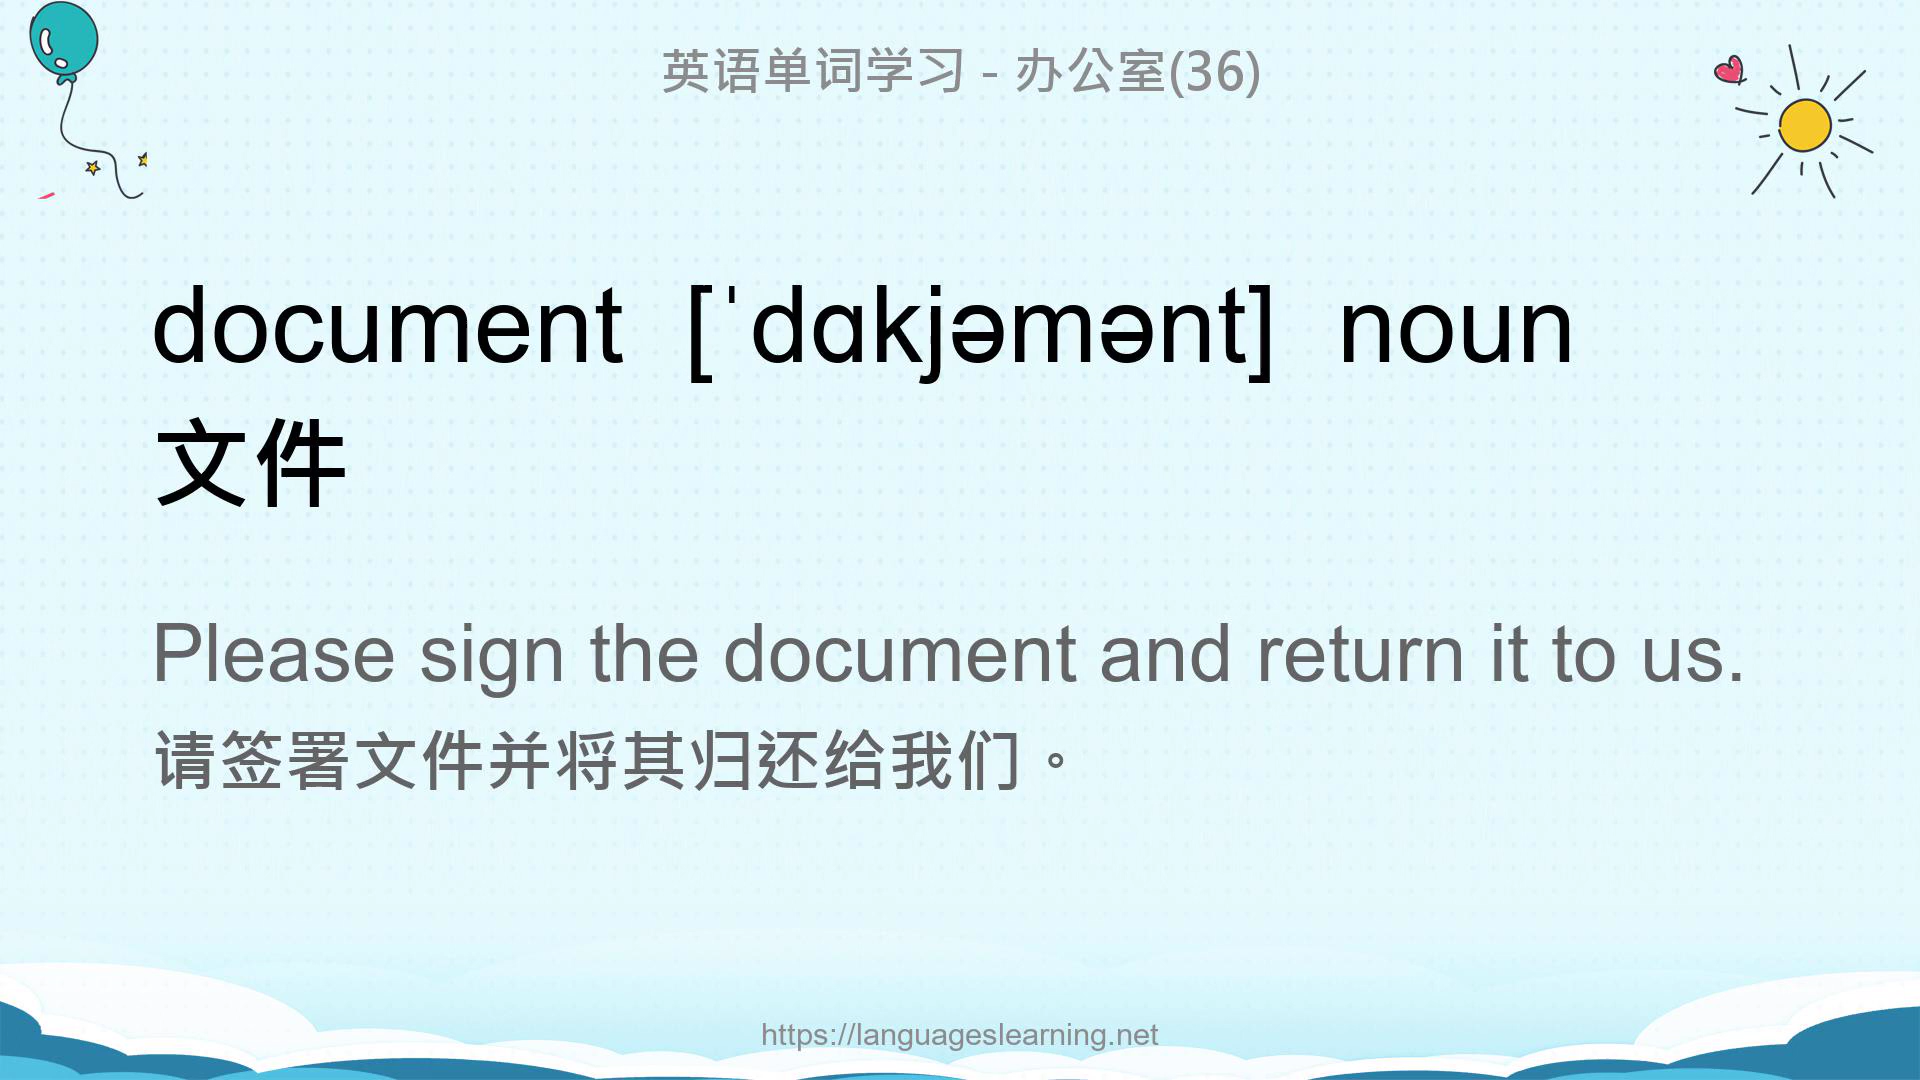 英语单词学习 - 办公室(36)
document [ˈdɑkjəmənt] noun
文件
Please sign the document and return it to us.
请签署文件并将其归还给我们。
https://languageslearning.net